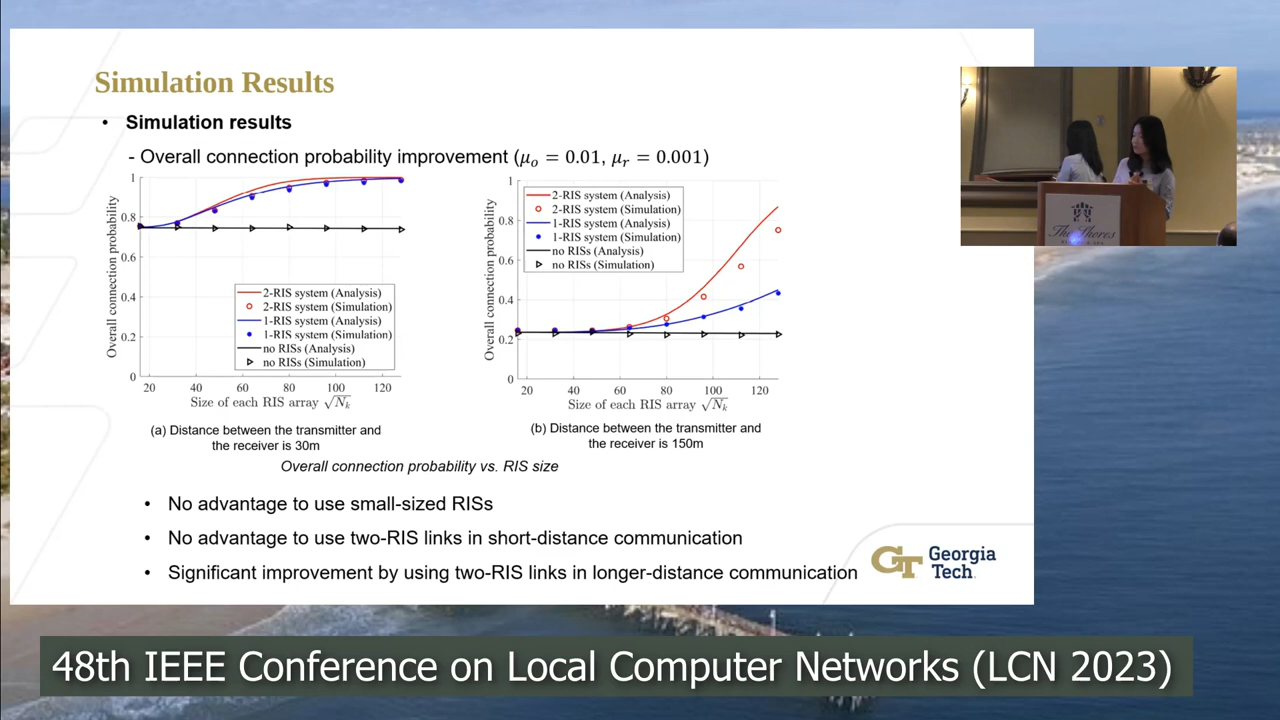 Simulation Results
• Simulation results
- Overall connection probability improvement (μₒ = 0.01, μᵣ = 0.001)
Overall connection probability
1
0.8
0.6
0.4
0.2
0
2-RIS system (Analysis)
2-RIS system (Simulation)
1-RIS system (Analysis)
1-RIS system (Simulation)
no RISs (Analysis)
no RISs (Simulation)
20 40 60 80 100 120
Size of each RIS array √Nₖ
(a) Distance between the transmitter and
the receiver is 30m
Overall connection probability
1
0.8
0.6
0.4
0.2
0
2-RIS system (Analysis)
2-RIS system (Simulation)
1-RIS system (Analysis)
1-RIS system (Simulation)
no RISs (Analysis)
no RISs (Simulation)
20 40 60 80 100 120
Size of each RIS array √Nₖ
(b) Distance between the transmitter and
the receiver is 150m
Overall connection probability vs. RIS size
• No advantage to use small-sized RISs
• No advantage to use two-RIS links in short-distance communication
• Significant improvement by using two-RIS links in longer-distance communication
GT Georgia
Tech
The Shores
48th IEEE Conference on Local Computer Networks (LCN 2023)